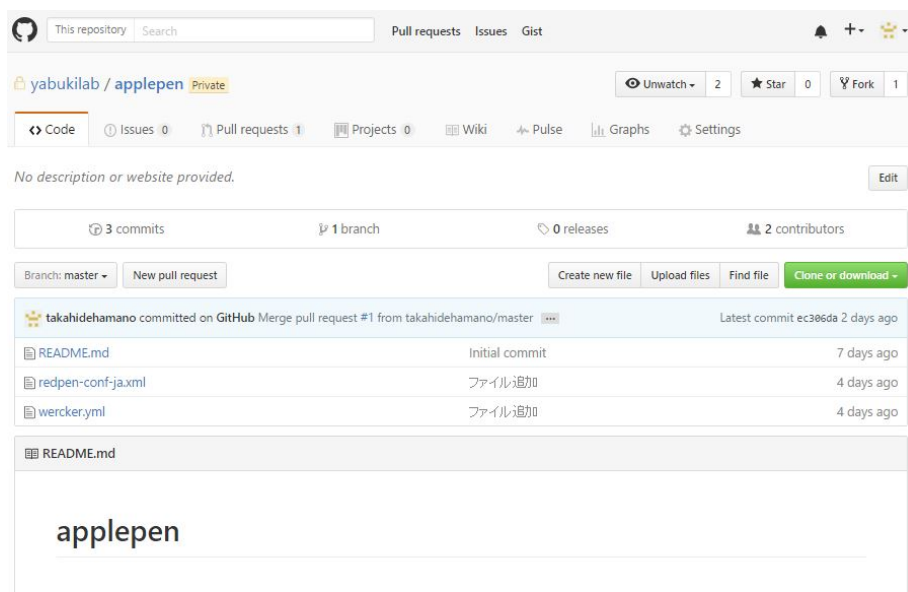 This repository Search Pull requests Issues Gist
yabukilab / applepen Private Unwatch 2 Star 0 Fork 1
Code Issues 0 Pull requests 1 Projects 0 Wiki Pulse Graphs Settings
No description or website provided. Edit
3 commits 1 branch 0 releases 2 contributors
Branch: master New pull request Create new file Upload files Find file Clone or download
takahidehamano committed on GitHub Merge pull request #1 from takahidehamano/master ... Latest commit ec306da 2 days ago
README.md Initial commit 7 days ago
redpen-conf-ja.xml ファイル追加 4 days ago
wercker.yml ファイル追加 4 days ago
README.md
applepen